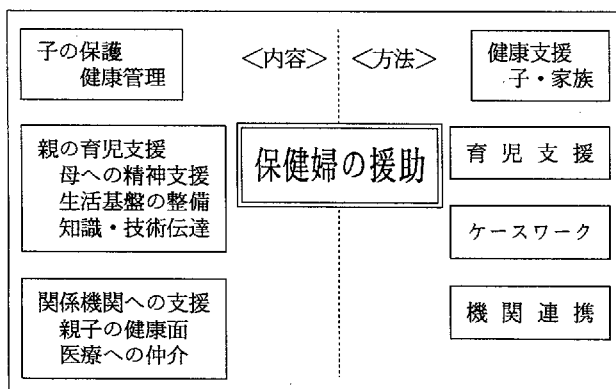 子の保護
健康管理
<内容>
<方法>
健康支援
子・家族
親の育児支援
母への精神支援
生活基盤の整備
知識・技術伝達
保健婦の援助
育児支援
ケースワーク
関係機関への支援
親子の健康面
医療への仲介
機関連携